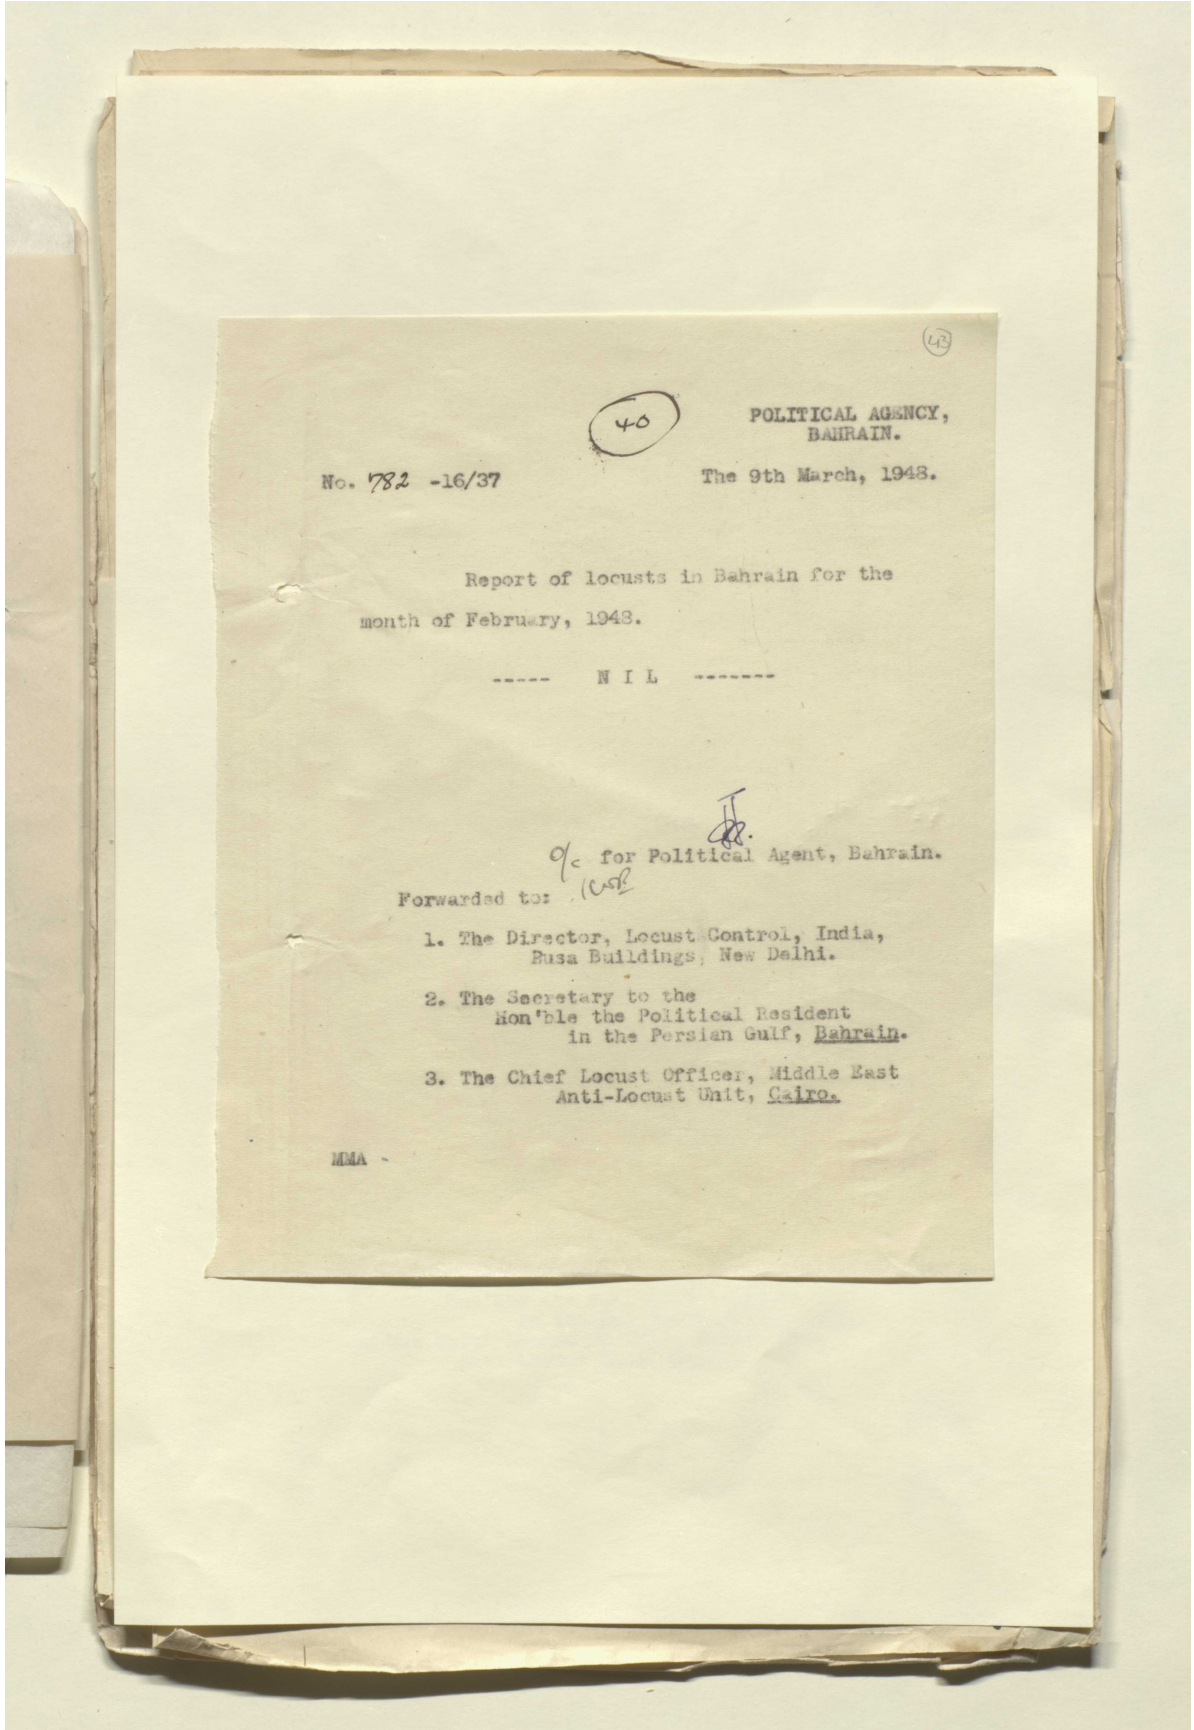 43
40
POLITICAL AGENCY,
BAHRAIN.
No. 782 -16/37
The 9th March, 1948.
Report of locusts in Bahrain for the
month of February, 1948.
----- N I L -------
for Political Agent, Bahrain.
Forwarded to:
1. The Director, Locust Control, India,
Pusa Buildings, New Delhi.
2. The Secretary to the
Hon'ble the Political Resident
in the Persian Gulf, Bahrain.
3. The Chief Locust Officer, Middle East
Anti-Locust Unit, Cairo.
MMA -